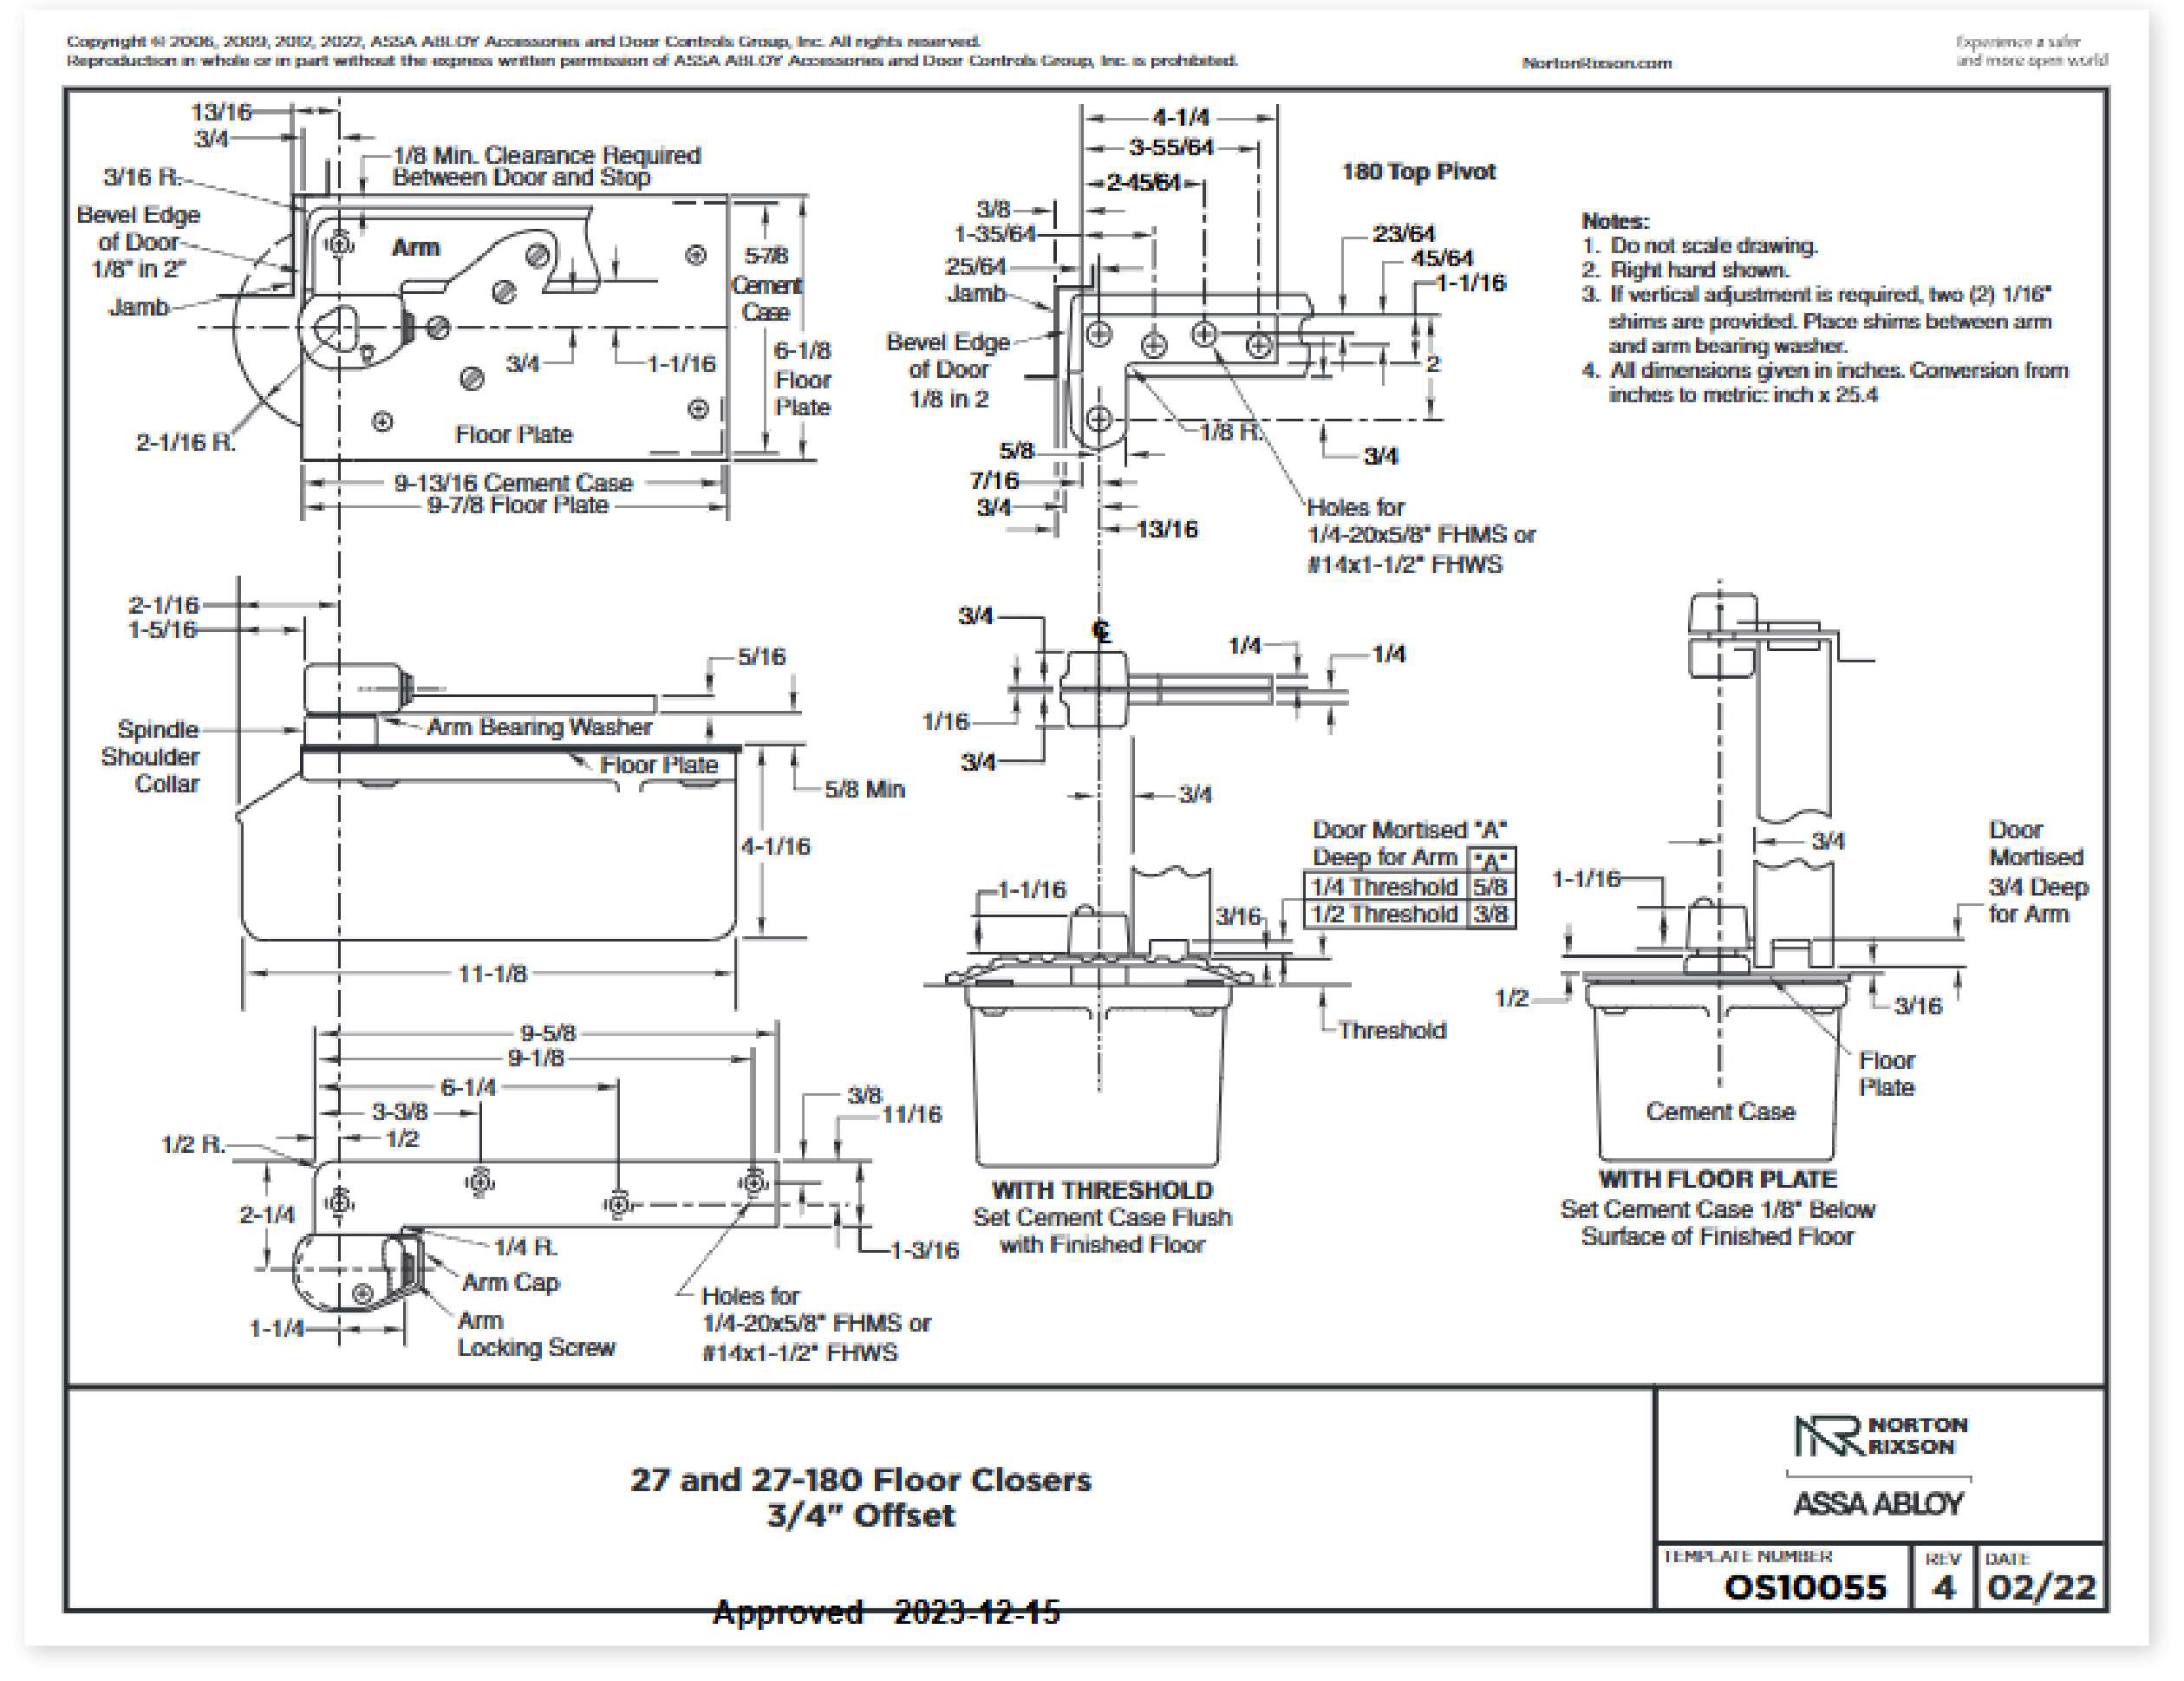 Copyright © 2006, 2009, 2012, 2022, ASSA ABLOY Accessories and Door Controls Group, Inc. All rights reserved.
Reproduction in whole or in part without the express written permission of ASSA ABLOY Accessories and Door Controls Group, Inc. is prohibited.
NortonRixson.com
Experience a safer
and more open world
13/16
3/4
3/16 R.
1/8 Min. Clearance Required
Between Door and Stop
Bevel Edge
of Door
1/8" in 2"
Jamb
Arm
5-7/8
Cement
Case
6-1/8
Floor
Plate
3/4
1-1/16
2-1/16 R.
Floor Plate
9-13/16 Cement Case
9-7/8 Floor Plate
4-1/4
3-55/64
2-45/64
180 Top Pivot
3/8
1-35/64
25/64
Jamb
23/64
45/64
1-1/16
Bevel Edge
of Door
1/8 in 2
2
1/8 R.
5/8
3/4
7/16
3/4
13/16
Holes for
1/4-20x5/8" FHMS or
#14x1-1/2" FHWS
Notes:
1. Do not scale drawing.
2. Right hand shown.
3. If vertical adjustment is required, two (2) 1/16"
shims are provided. Place shims between arm
and arm bearing washer.
4. All dimensions given in inches. Conversion from
inches to metric: inch x 25.4
2-1/16
1-5/16
5/16
Spindle
Shoulder
Collar
Arm Bearing Washer
Floor Plate
5/8 Min
4-1/16
11-1/8
3/4
℄
1/4
1/4
1/16
3/4
3/4
Door Mortised "A"
Deep for Arm "A"
1/4 Threshold 5/8
1/2 Threshold 3/8
1-1/16
3/16
Threshold
WITH THRESHOLD
Set Cement Case Flush
with Finished Floor
3/4
1-1/16
Door
Mortised
3/4 Deep
for Arm
1/2
3/16
Floor
Plate
Cement Case
WITH FLOOR PLATE
Set Cement Case 1/8" Below
Surface of Finished Floor
9-5/8
9-1/8
6-1/4
3-3/8
1/2
1/2 R.
3/8
11/16
2-1/4
1/4 R.
1-3/16
Arm Cap
Arm
Locking Screw
1-1/4
Holes for
1/4-20x5/8" FHMS or
#14x1-1/2" FHWS
27 and 27-180 Floor Closers
3/4" Offset
Approved 2023-12-15
NORTON
RIXSON
ASSA ABLOY
TEMPLATE NUMBER
OS10055
REV
4
DATE
02/22